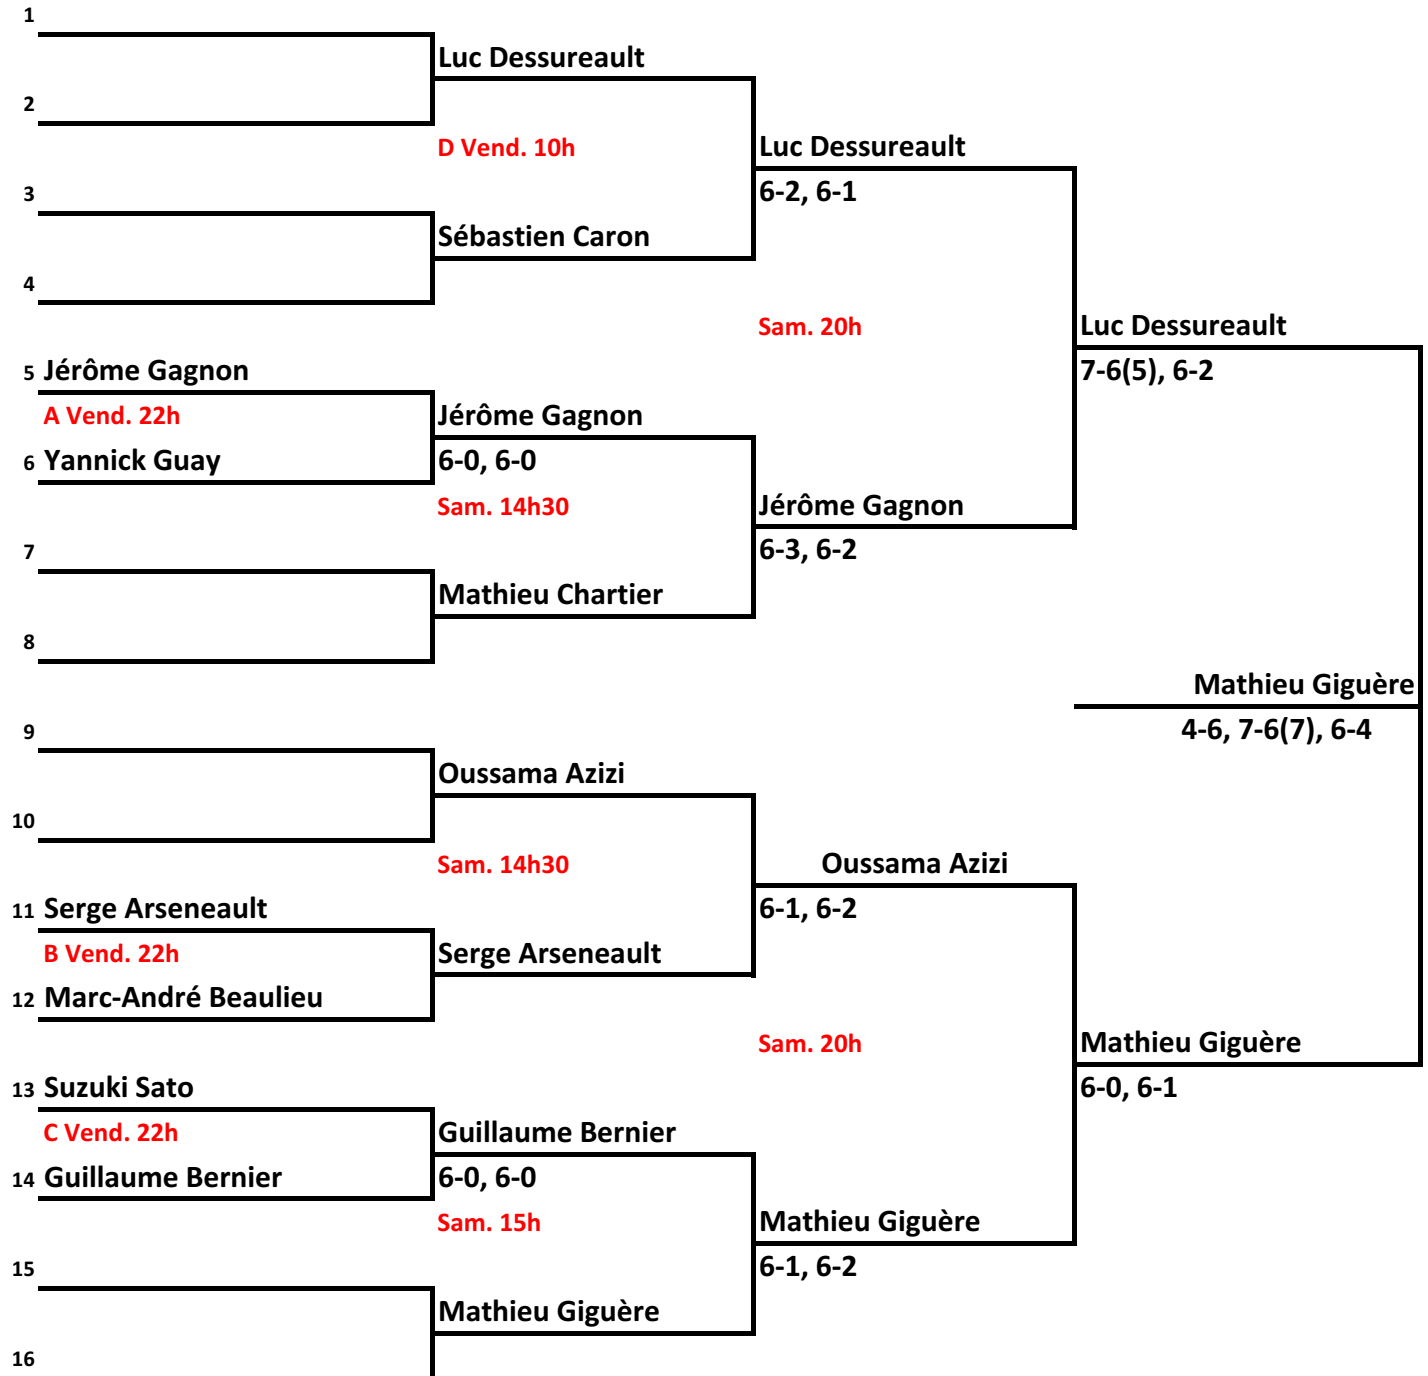 1
Luc Dessureault
2
D Vend. 10h
Luc Dessureault
3
6-2, 6-1
Sébastien Caron
4
Sam. 20h
Luc Dessureault
5 Jérôme Gagnon
7-6(5), 6-2
A Vend. 22h
Jérôme Gagnon
6 Yannick Guay
6-0, 6-0
Sam. 14h30
Jérôme Gagnon
7
6-3, 6-2
Mathieu Chartier
8
Mathieu Giguère
9
4-6, 7-6(7), 6-4
Oussama Azizi
10
Sam. 14h30
Oussama Azizi
11 Serge Arseneault
6-1, 6-2
B Vend. 22h
Serge Arseneault
12 Marc-André Beaulieu
Sam. 20h
Mathieu Giguère
13 Suzuki Sato
6-0, 6-1
C Vend. 22h
Guillaume Bernier
14 Guillaume Bernier
6-0, 6-0
Sam. 15h
Mathieu Giguère
15
6-1, 6-2
Mathieu Giguère
16